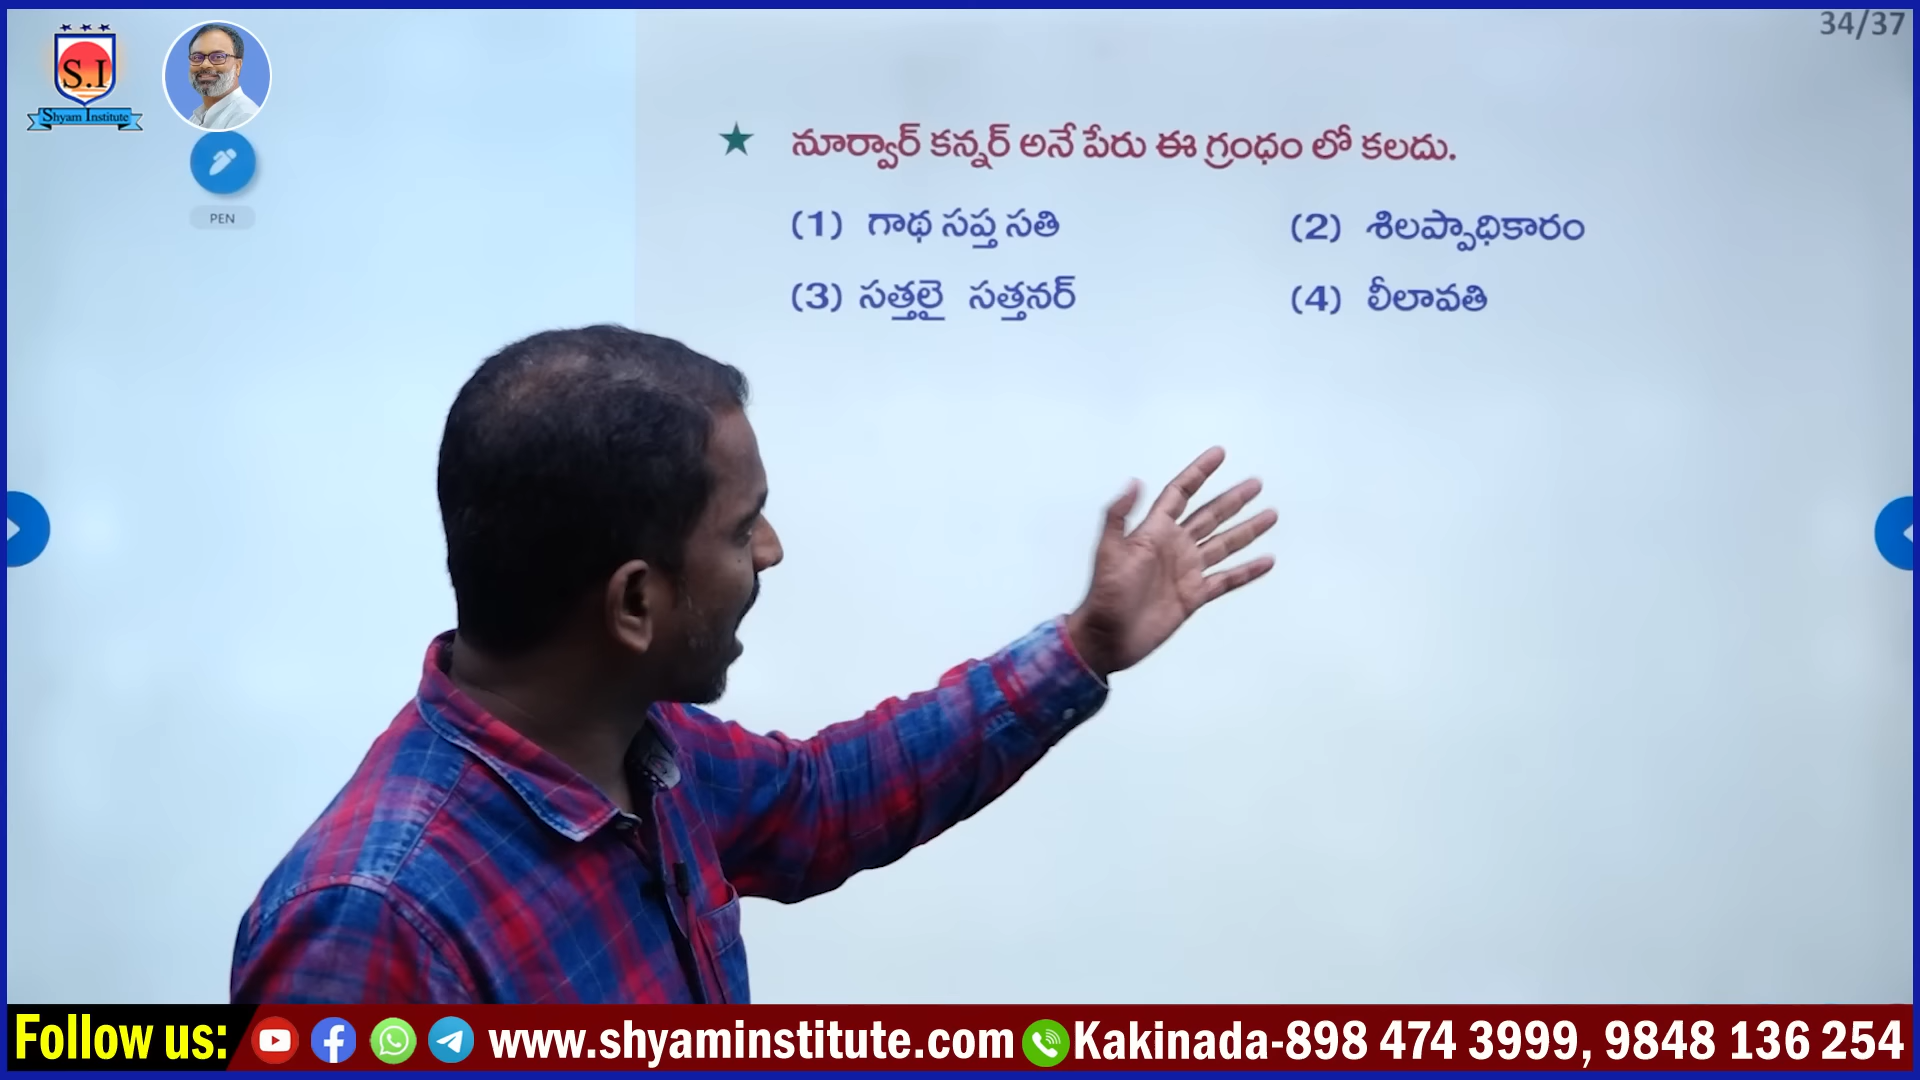 34/37
S.I
Shyam Institute
PEN
★ నూర్వార్ కన్నర్ అనే పేరు ఈ గ్రంధం లో కలదు.
(1) గాథ సప్త సతి (2) శిలప్పాధికారం
(3) సత్తలై సత్తనర్ (4) లీలావతి
Follow us: www.shyaminstitute.com Kakinada-898 474 3999, 9848 136 254